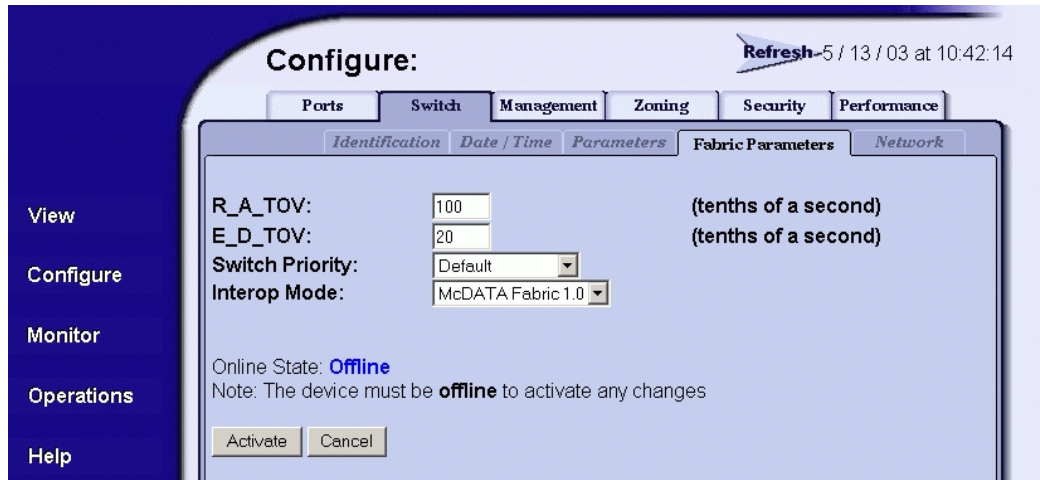 Configure:
Refresh-5 / 13 / 03 at 10:42:14
Ports Switch Management Zoning Security Performance
Identification Date / Time Parameters Fabric Parameters Network
View
Configure
Monitor
Operations
Help
R_A_TOV: 100 (tenths of a second)
E_D_TOV: 20 (tenths of a second)
Switch Priority: Default
Interop Mode: McDATA Fabric 1.0
Online State: Offline
Note: The device must be offline to activate any changes
Activate Cancel